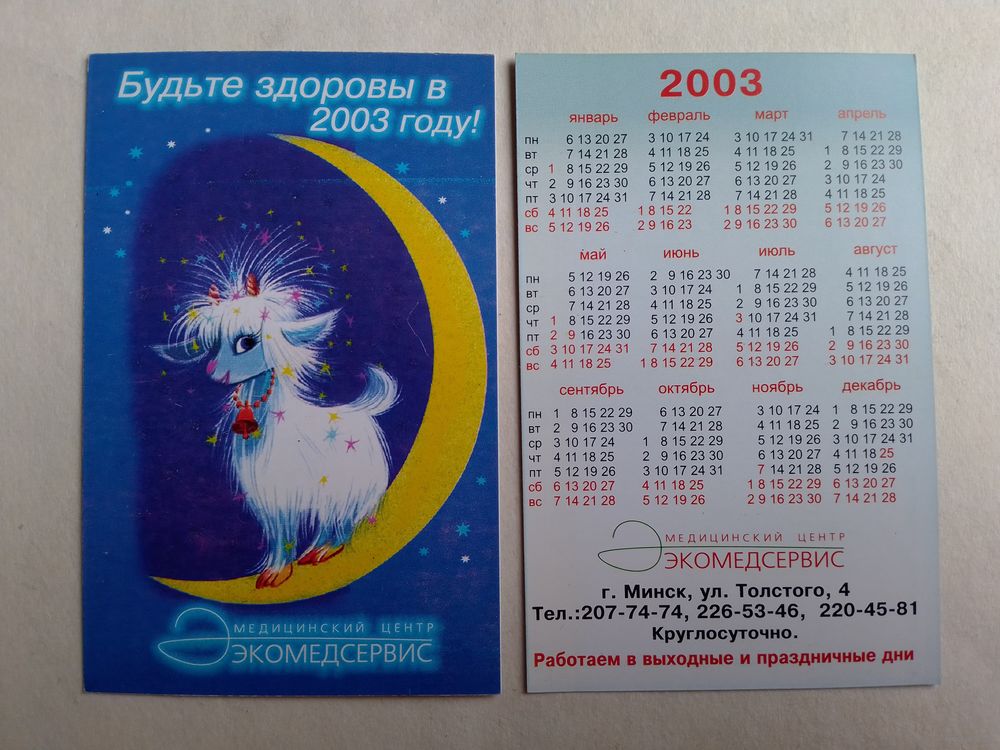 Будьте здоровы в
2003 году!
МЕДИЦИНСКИЙ ЦЕНТР
ЭКОМЕДСЕРВИС
2003
январь февраль март апрель
пн 6 13 20 27 3 10 17 24 3 10 17 24 31 7 14 21 28
вт 7 14 21 28 4 11 18 25 4 11 18 25 1 8 15 22 29
ср 1 8 15 22 29 5 12 19 26 5 12 19 26 2 9 16 23 30
чт 2 9 16 23 30 6 13 20 27 6 13 20 27 3 10 17 24
пт 3 10 17 24 31 7 14 21 28 7 14 21 28 4 11 18 25
сб 4 11 18 25 1 8 15 22 1 8 15 22 29 5 12 19 26
вс 5 12 19 26 2 9 16 23 2 9 16 23 30 6 13 20 27
май июнь июль август
пн 5 12 19 26 2 9 16 23 30 7 14 21 28 4 11 18 25
вт 6 13 20 27 3 10 17 24 1 8 15 22 29 5 12 19 26
ср 7 14 21 28 4 11 18 25 2 9 16 23 30 6 13 20 27
чт 1 8 15 22 29 5 12 19 26 3 10 17 24 31 7 14 21 28
пт 2 9 16 23 30 6 13 20 27 4 11 18 25 1 8 15 22 29
сб 3 10 17 24 31 7 14 21 28 5 12 19 26 2 9 16 23 30
вс 4 11 18 25 1 8 15 22 29 6 13 20 27 3 10 17 24 31
сентябрь октябрь ноябрь декабрь
пн 1 8 15 22 29 6 13 20 27 3 10 17 24 1 8 15 22 29
вт 2 9 16 23 30 7 14 21 28 4 11 18 25 2 9 16 23 30
ср 3 10 17 24 1 8 15 22 29 5 12 19 26 3 10 17 24 31
чт 4 11 18 25 2 9 16 23 30 6 13 20 27 4 11 18 25
пт 5 12 19 26 3 10 17 24 31 7 14 21 28 5 12 19 26
сб 6 13 20 27 4 11 18 25 1 8 15 22 29 6 13 20 27
вс 7 14 21 28 5 12 19 26 2 9 16 23 30 7 14 21 28
МЕДИЦИНСКИЙ ЦЕНТР
ЭКОМЕДСЕРВИС
г. Минск, ул. Толстого, 4
Тел.:207-74-74, 226-53-46, 220-45-81
Круглосуточно.
Работаем в выходные и праздничные дни